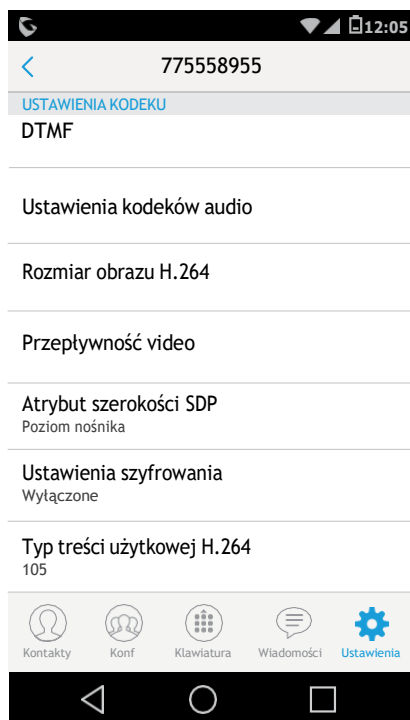 12:05
775558955
USTAWIENIA KODEKU
DTMF
Ustawienia kodeków audio
Rozmiar obrazu H.264
Przepływność video
Atrybut szerokości SDP
Poziom nośnika
Ustawienia szyfrowania
Wyłączone
Typ treści użytkowej H.264
105
Kontakty Konf Klawiatura Wiadomości Ustawienia